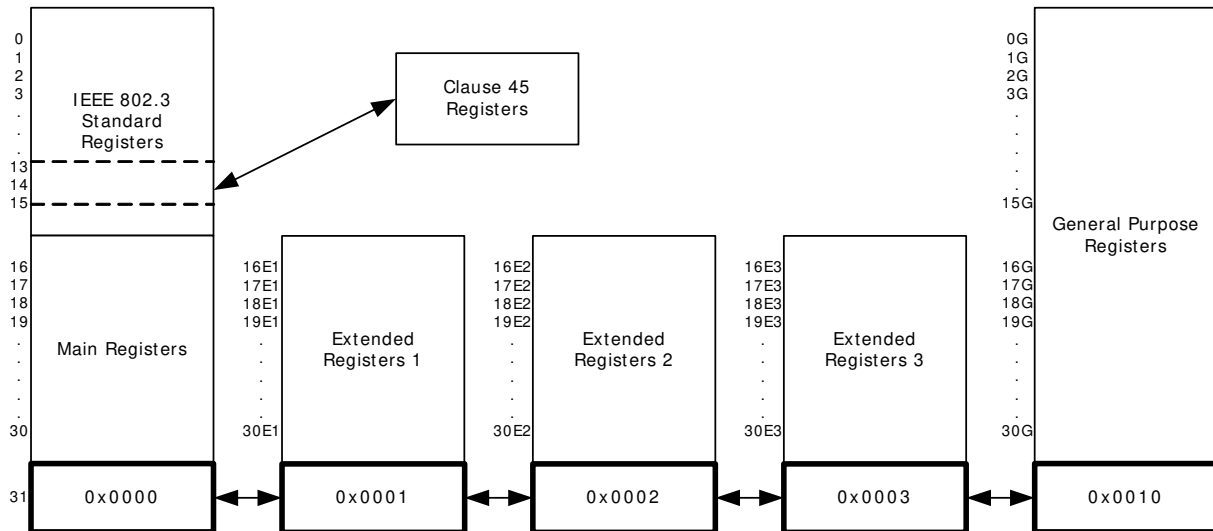 0
1
2
3
.
.
.
13
14
15
IEEE 802.3
Standard
Registers
Clause 45
Registers
0G
1G
2G
3G
.
.
.
.
.
15G
General Purpose
Registers
16
17
18
19
.
.
.
.
.
30
Main Registers
16E1
17E1
18E1
19E1
.
.
.
.
.
30E1
Extended
Registers 1
16E2
17E2
18E2
19E2
.
.
.
.
.
30E2
Extended
Registers 2
16E3
17E3
18E3
19E3
.
.
.
.
.
30E3
Extended
Registers 3
16G
17G
18G
19G
.
.
.
.
.
30G
31
0x0000
0x0001
0x0002
0x0003
0x0010